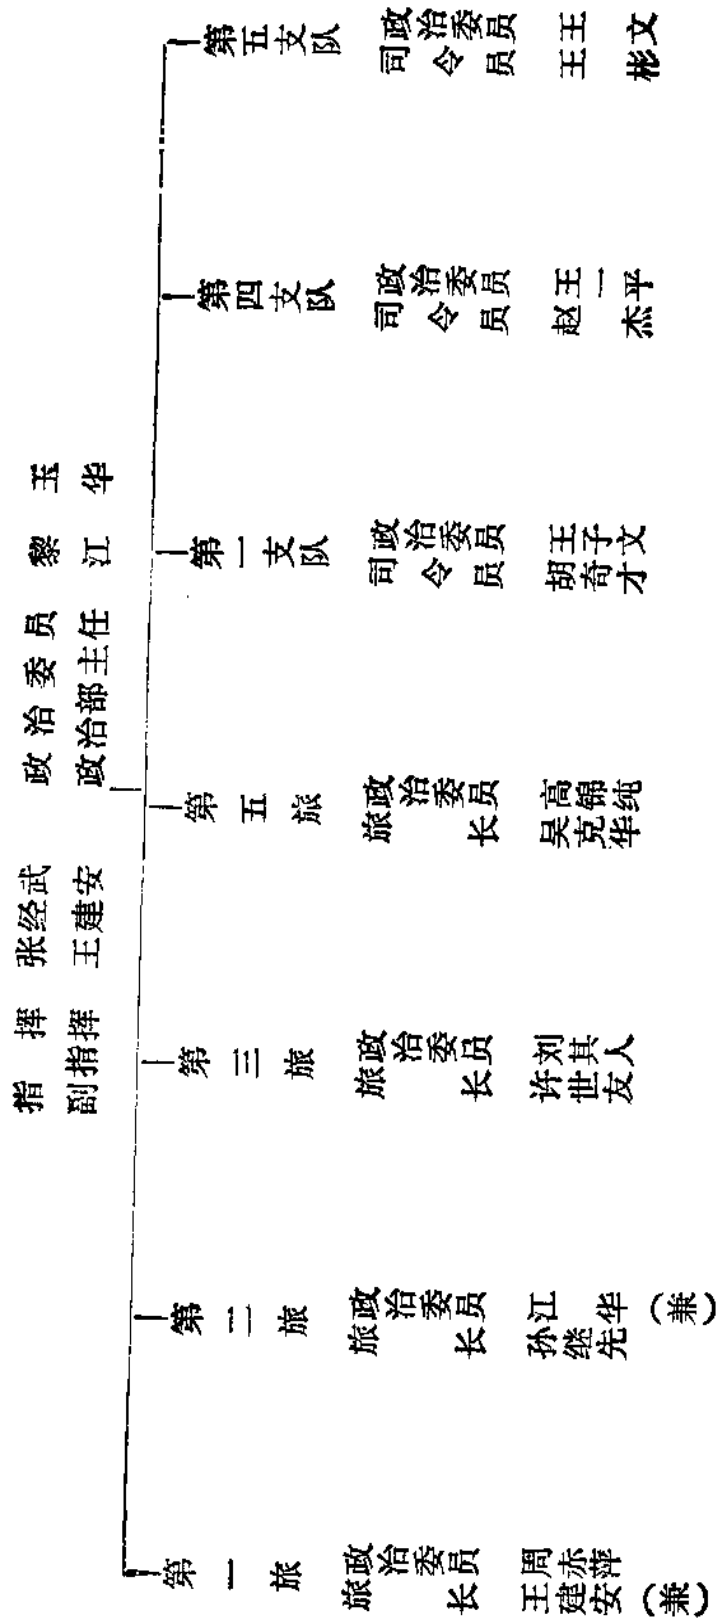 指挥 张经武 政治委员 黎玉
副指挥 王建安 政治部主任 江华
第一旅
旅长 王建安（兼）
政治委员 周赤萍
第二旅
旅长 孙继先
政治委员 江华（兼）
第三旅
旅长 许世友
政治委员 刘其人
第五旅
旅长 吴克华
政治委员 高锦纯
第一支队
司令员 胡奇才
政治委员 王子文
第四支队
司令员 赵杰
政治委员 王一平
第五支队
司令员 王彬
政治委员 王文